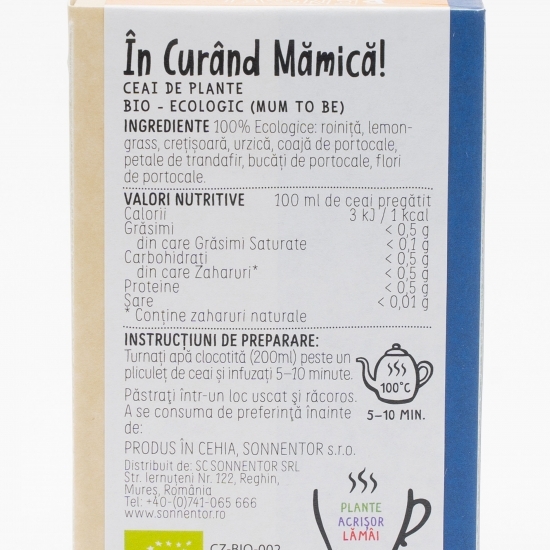 În Curând Mămică!
CEAI DE PLANTE
BIO - ECOLOGIC (MUM TO BE)
INGREDIENTE 100% Ecologice: roiniță, lemon-
grass, crețișoară, urzică, coajă de portocale,
petale de trandafir, bucăți de portocale, flori
de portocale.
VALORI NUTRITIVE 100 ml de ceai pregătit
Calorii 3 kJ / 1 kcal
Grăsimi < 0,5 g
din care Grăsimi Saturate < 0,1 g
Carbohidrați < 0,5 g
din care Zaharuri* < 0,5 g
Proteine < 0,5 g
Sare < 0,01 g
* Conține zaharuri naturale
INSTRUCȚIUNI DE PREPARARE:
Turnați apă clocotită (200ml) peste un
pliculeț de ceai și infuzați 5-10 minute.
100°C
5-10 MIN.
Păstrați într-un loc uscat și răcoros.
A se consuma de preferință înainte
de:
PRODUS ÎN CEHIA, SONNENTOR s.r.o.
Distribuit de: SC SONNENTOR SRL
Str. Iernuțeni Nr. 122, Reghin,
Mureș, România
Tel: +40-(0)741-065 666
www.sonnentor.ro
PLANTE
ACRIȘOR
LĂMÂI
CZ-BIO-002